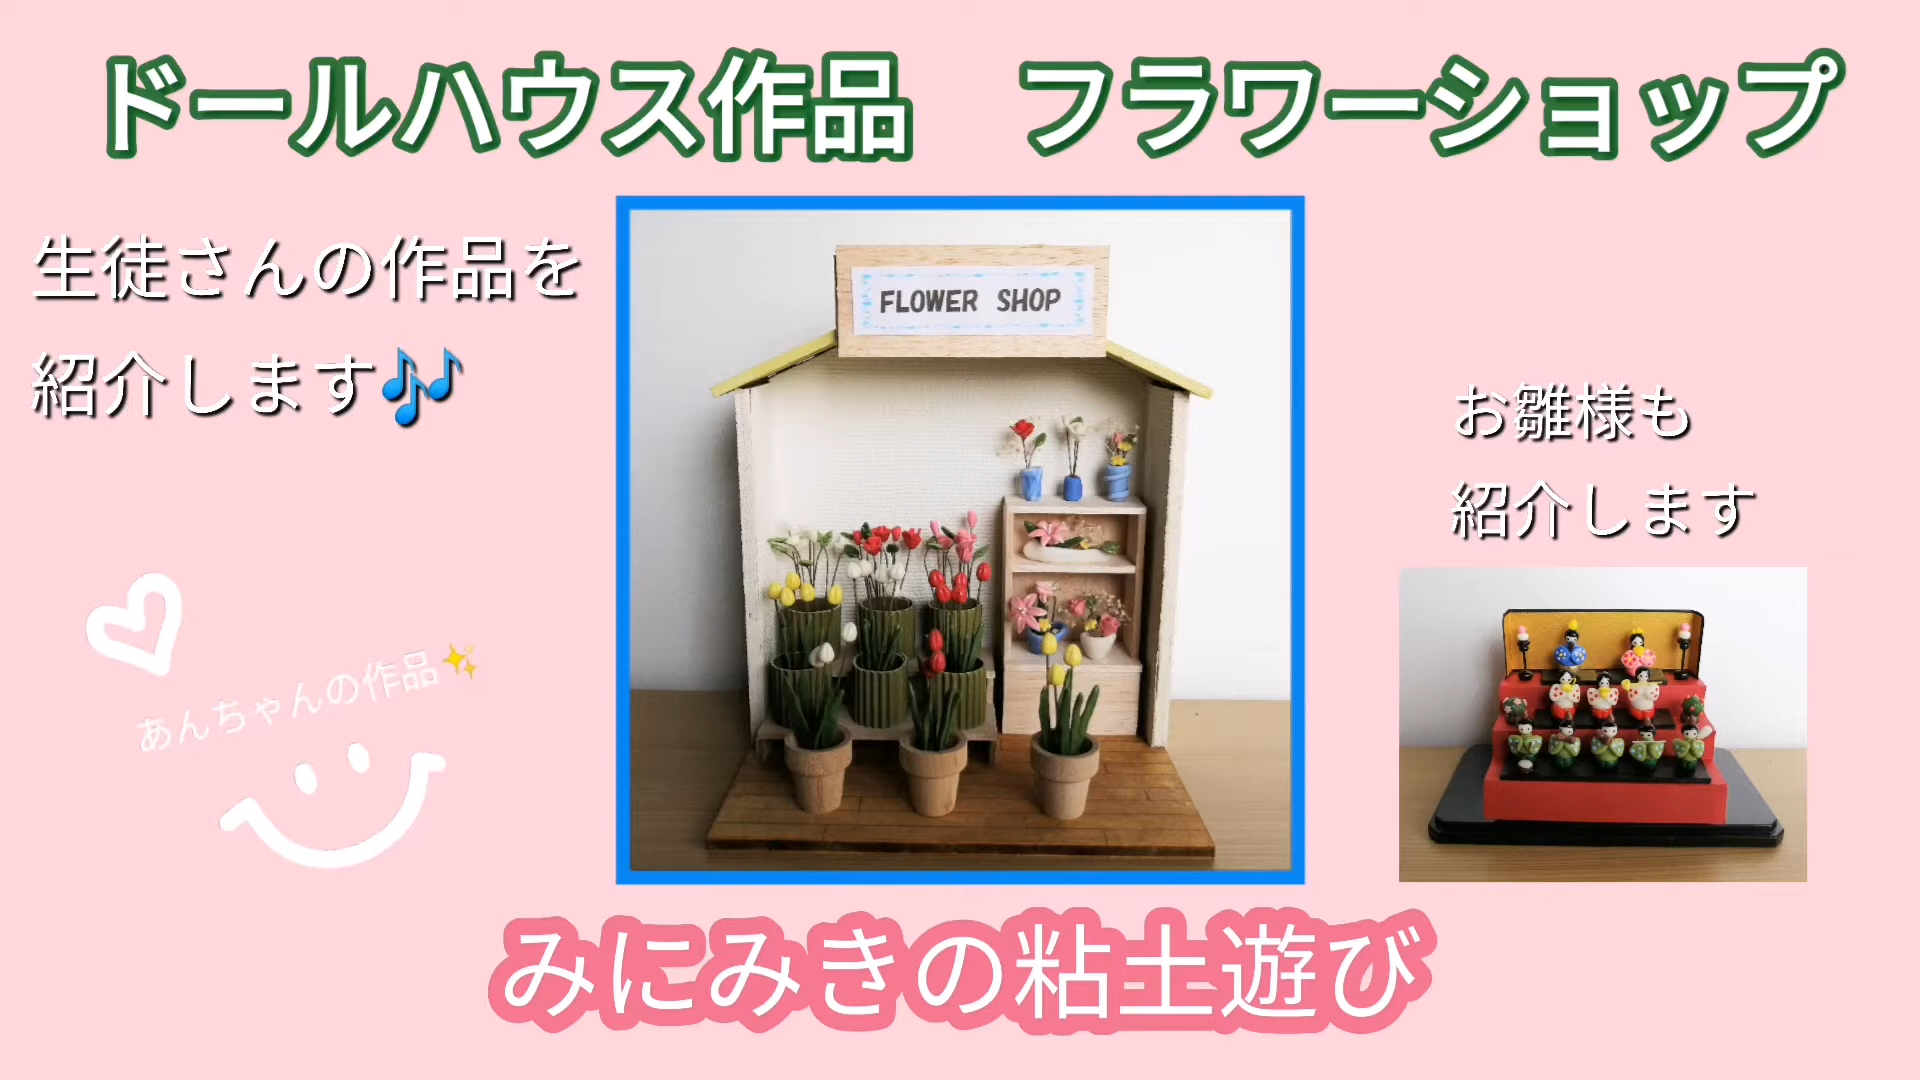 ドールハウス作品　フラワーショップ
生徒さんの作品を
紹介します🎶
FLOWER SHOP
お雛様も
紹介します
あんちゃんの作品✨
みにみきの粘土遊び